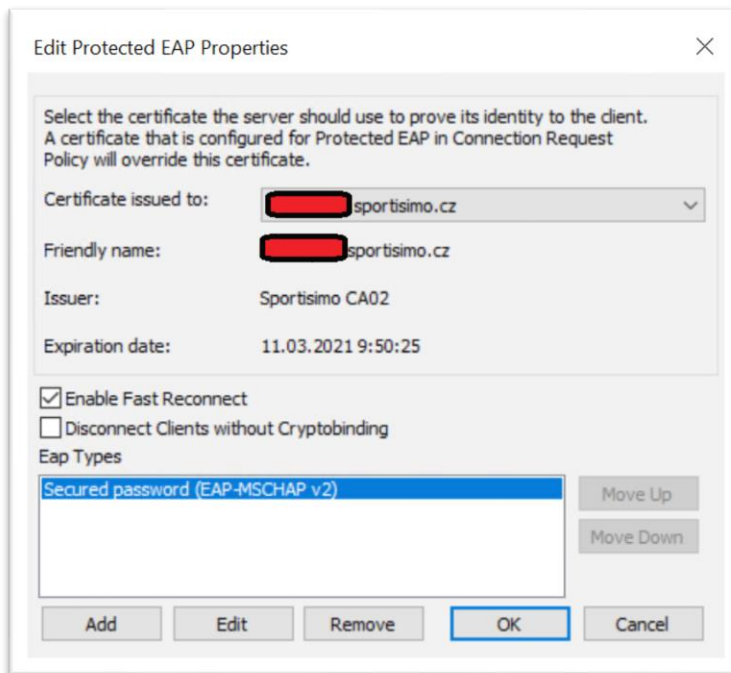 Edit Protected EAP Properties
Select the certificate the server should use to prove its identity to the client.
A certificate that is configured for Protected EAP in Connection Request
Policy will override this certificate.
Certificate issued to: sportisimo.cz
Friendly name: sportisimo.cz
Issuer: Sportisimo CA02
Expiration date: 11.03.2021 9:50:25
Enable Fast Reconnect
Disconnect Clients without Cryptobinding
Eap Types
Secured password (EAP-MSCHAP v2)
Move Up
Move Down
Add Edit Remove OK Cancel